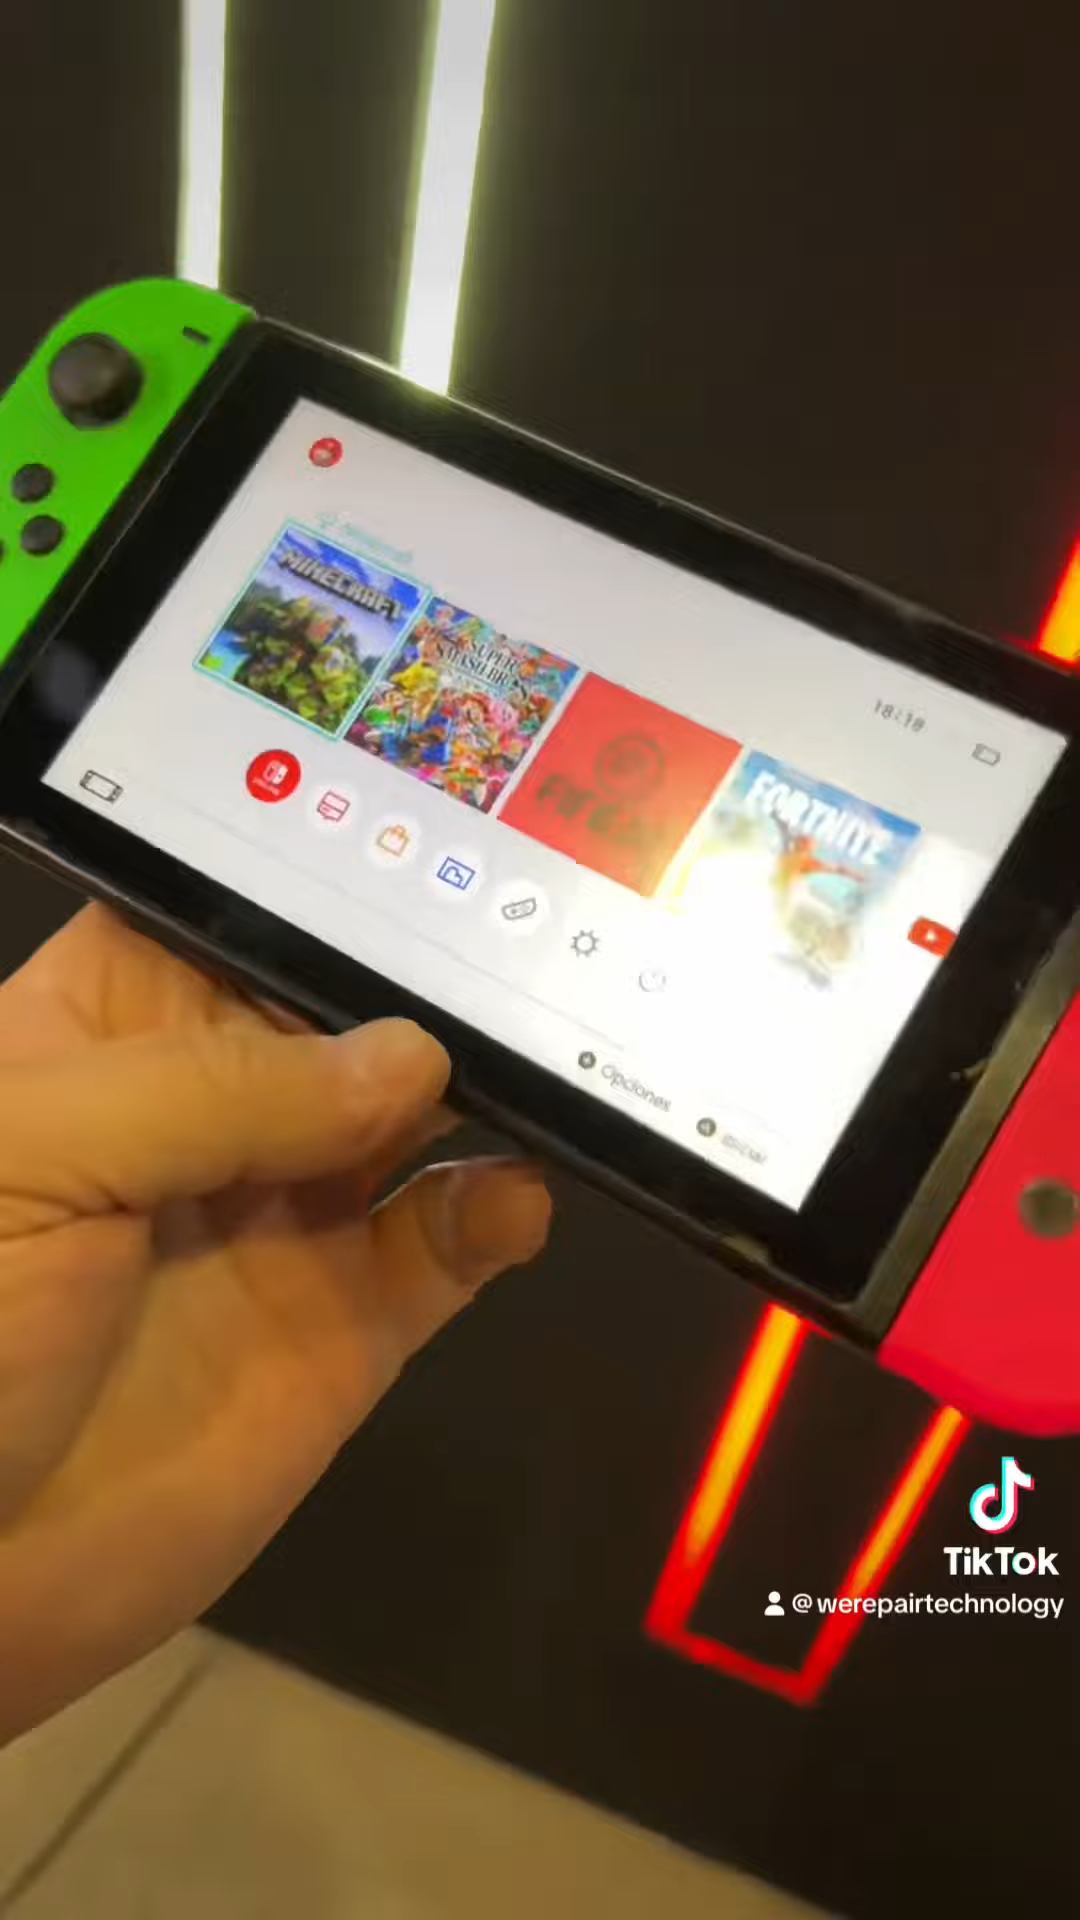 MINECRAFT
SUPER
SMASH BROS
18:18
FORTNITE
Opciones
TikTok
@werepairtechnology